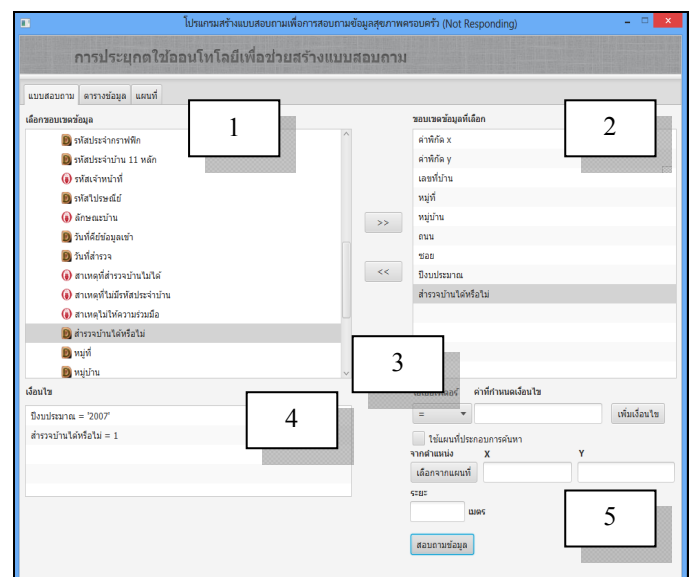 โปรแกรมสร้างแบบสอบถามเพื่อการสอบถามข้อมูลสุขภาพครอบครัว (Not Responding)
การประยุกตใช้ออนโทโลยีเพื่อช่วยสร้างแบบสอบถาม
แบบสอบถาม ตารางข้อมูล แผนที่
เลือกขอบเขตข้อมูล
1
รหัสประจำกราฟฟิก
รหัสประจำบ้าน 11 หลัก
รหัสเจ้าหน้าที่
รหัสไปรษณีย์
ลักษณะบ้าน
วันที่คีย์ข้อมูลเข้า
วันที่สำรวจ
สาเหตุที่สำรวจบ้านไม่ได้
สาเหตุที่ไม่มีรหัสประจำบ้าน
สาเหตุไม่ให้ความร่วมมือ
สำรวจบ้านได้หรือไม่
หมู่ที่
หมู่บ้าน
>>
<<
ขอบเขตข้อมูลที่เลือก
2
ค่าพิกัด x
ค่าพิกัด y
เลขที่บ้าน
หมู่ที่
หมู่บ้าน
ถนน
ซอย
ปีงบประมาณ
สำรวจบ้านได้หรือไม่
3
เงื่อนไข
4
ปีงบประมาณ = '2007'
สำรวจบ้านได้หรือไม่ = 1
ค่าที่กำหนดเงื่อนไข
= เพิ่มเงื่อนไข
ใช้แผนที่ประกอบการค้นหา
จากตำแหน่ง X Y
เลือกจากแผนที่
ระยะ
เมตร
5
สอบถามข้อมูล